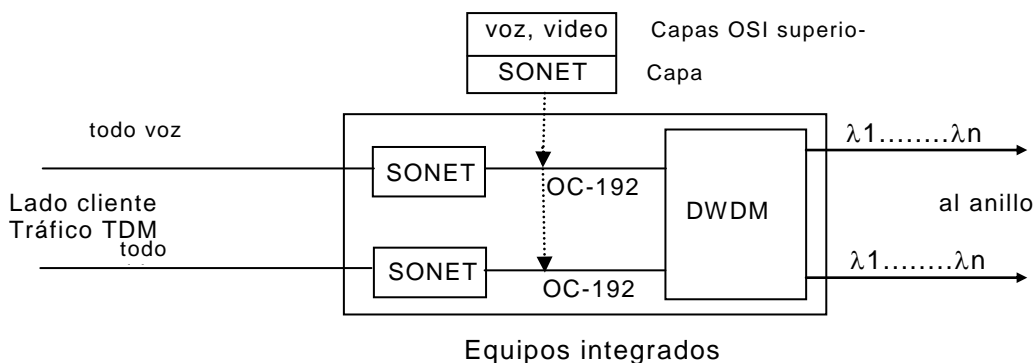 voz, video Capas OSI superio-
SONET Capa
todo voz
λ1........λn
SONET
OC-192
Lado cliente
Tráfico TDM
DWDM
al anillo
todo
SONET
OC-192
λ1........λn
Equipos integrados